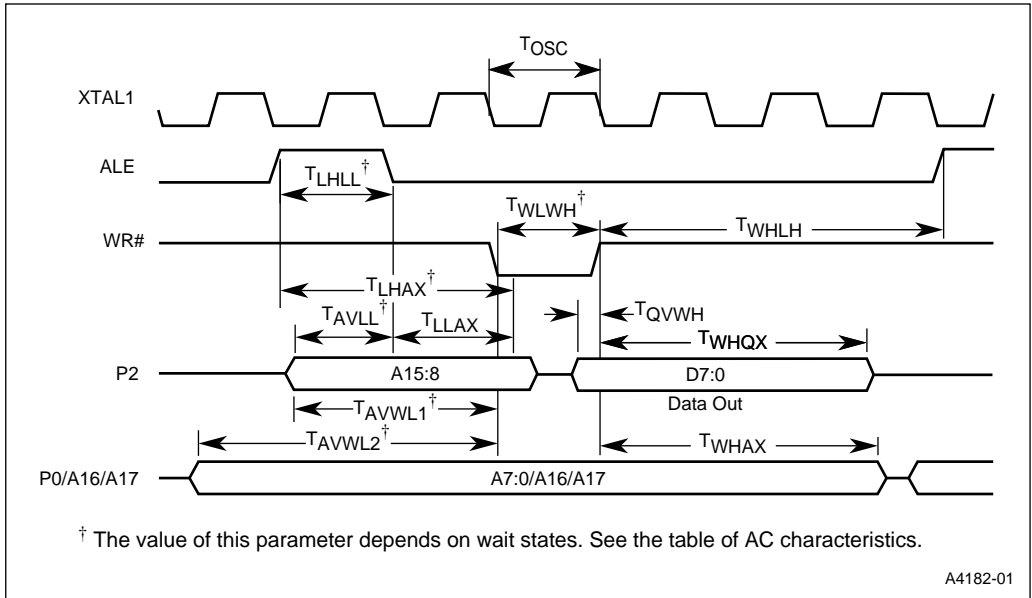 TOSC
XTAL1
ALE
TLHLL†
TWLWH†
WR#
TWHLH
TLHAX†
TAVLL†
TLLAX
TQVWH
TWHQX
P2
A15:8
D7:0
Data Out
TAVWL1†
TAVWL2†
TWHAX
P0/A16/A17
A7:0/A16/A17
† The value of this parameter depends on wait states. See the table of AC characteristics.
A4182-01